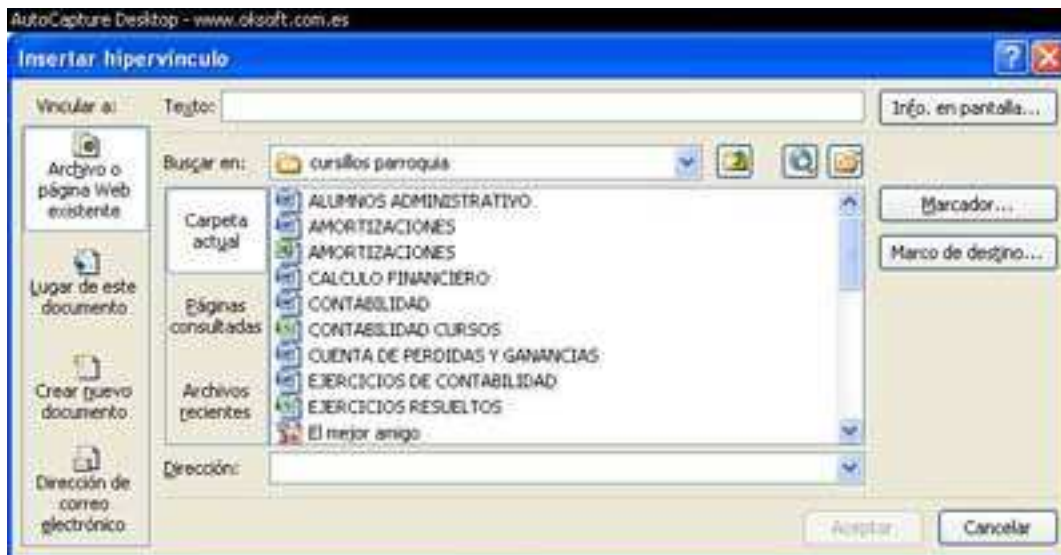 AutoCapture Desktop - www.oksoft.com.es
Insertar hipervínculo
Vincular a:
Texto:
Info. en pantalla...
Archivo o
página Web
existente
Buscar en:
cursillos parroquia
Carpeta
actual
ALUMNOS ADMINISTRATIVO
AMORTIZACIONES
AMORTIZACIONES
CALCULO FINANCIERO
CONTABILIDAD
CONTABILIDAD CURSOS
CUENTA DE PERDIDAS Y GANANCIAS
EJERCICIOS DE CONTABILIDAD
EJERCICIOS RESUELTOS
El mejor amigo
Marcador...
Marco de destino...
Lugar de este
documento
Páginas
consultadas
Crear nuevo
documento
Archivos
recientes
Dirección de
correo
electrónico
Dirección:
Aceptar
Cancelar